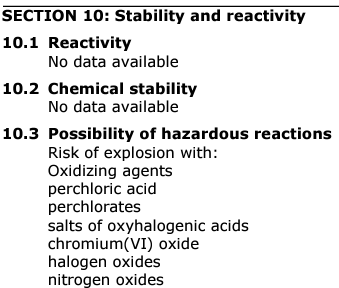 SECTION 10: Stability and reactivity
10.1 Reactivity
No data available
10.2 Chemical stability
No data available
10.3 Possibility of hazardous reactions
Risk of explosion with:
Oxidizing agents
perchloric acid
perchlorates
salts of oxyhalogenic acids
chromium(VI) oxide
halogen oxides
nitrogen oxides